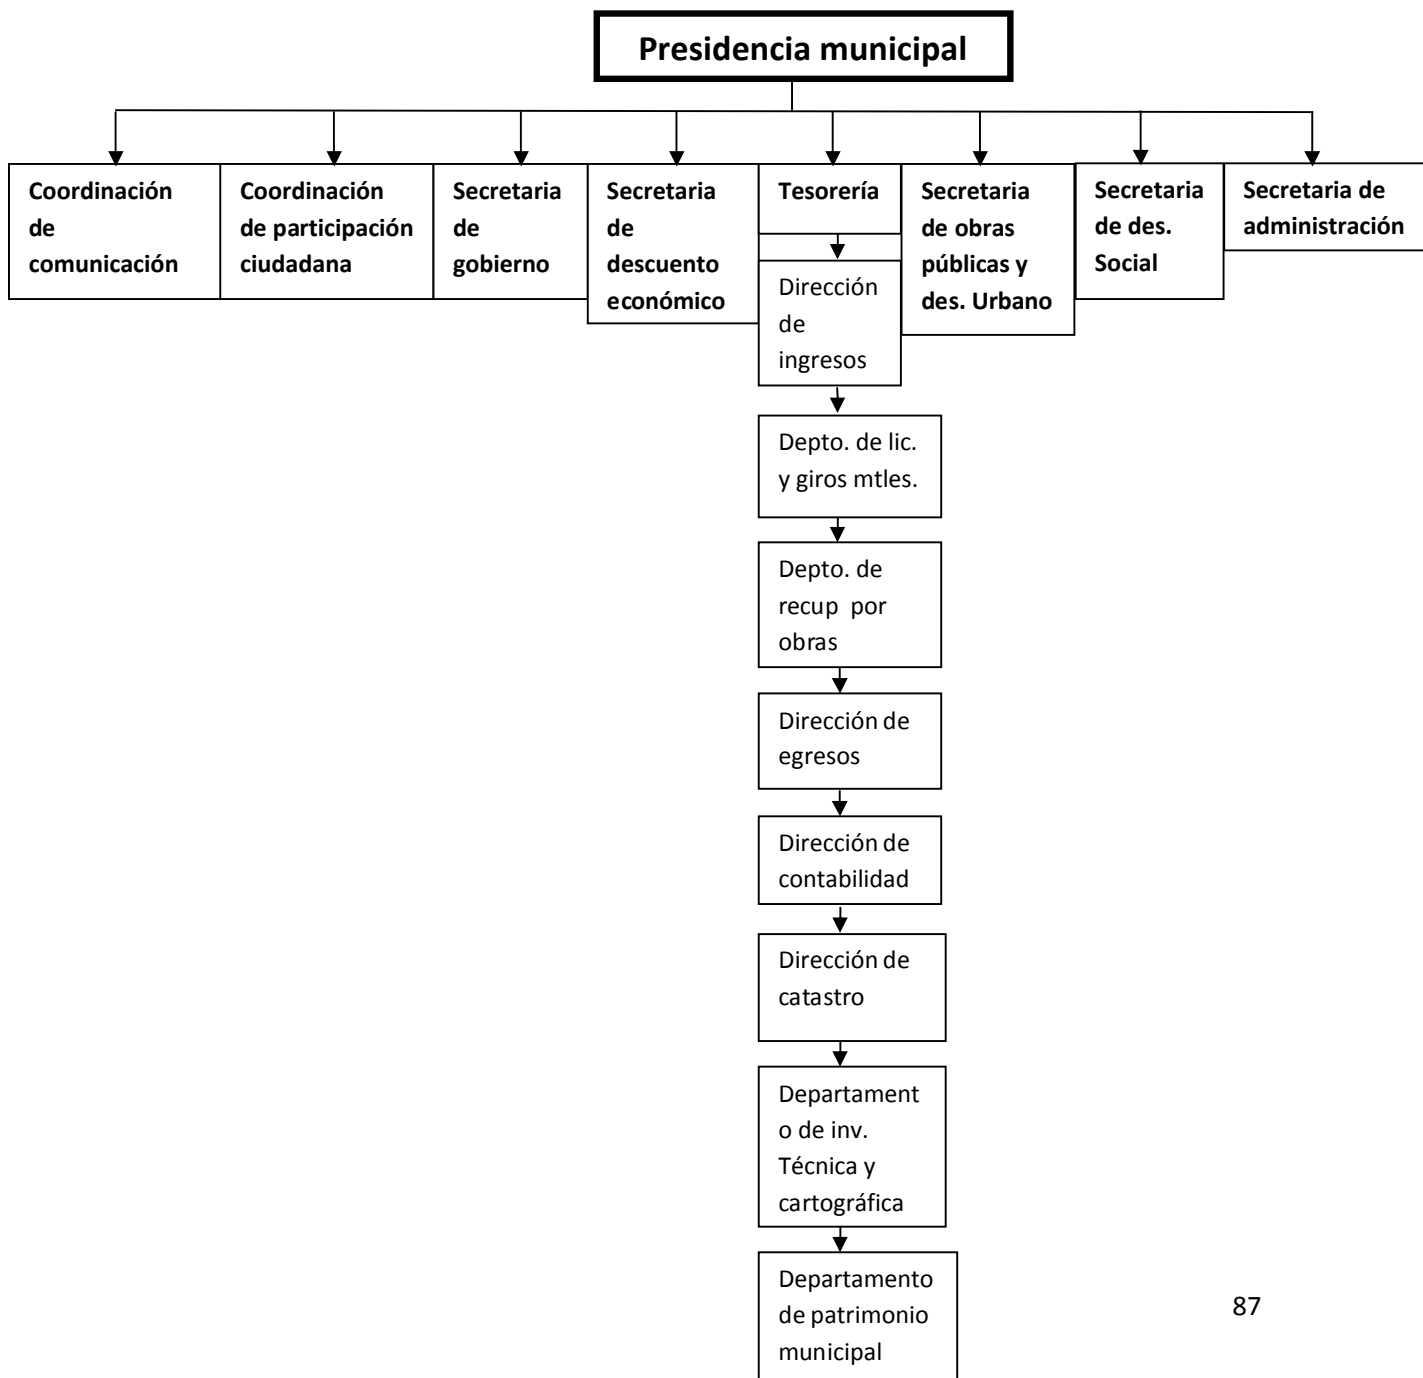 Presidencia municipal
Coordinación
de
comunicación
Coordinación
de participación
ciudadana
Secretaria
de
gobierno
Secretaria
de
descuento
económico
Tesorería
Secretaria
de obras
públicas y
des. Urbano
Secretaria
de des.
Social
Secretaria de
administración
Dirección
de
ingresos
Depto. de lic.
y giros mtles.
Depto. de
recup por
obras
Dirección de
egresos
Dirección de
contabilidad
Dirección de
catastro
Departament
o de inv.
Técnica y
cartográfica
Departamento
de patrimonio
municipal
87